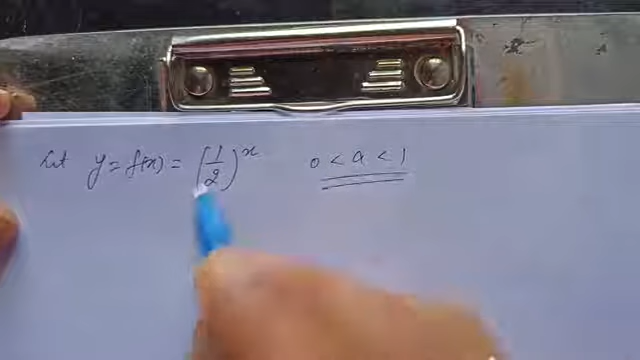 Let y = f(x) = (1/2)^x 0 < a < 1